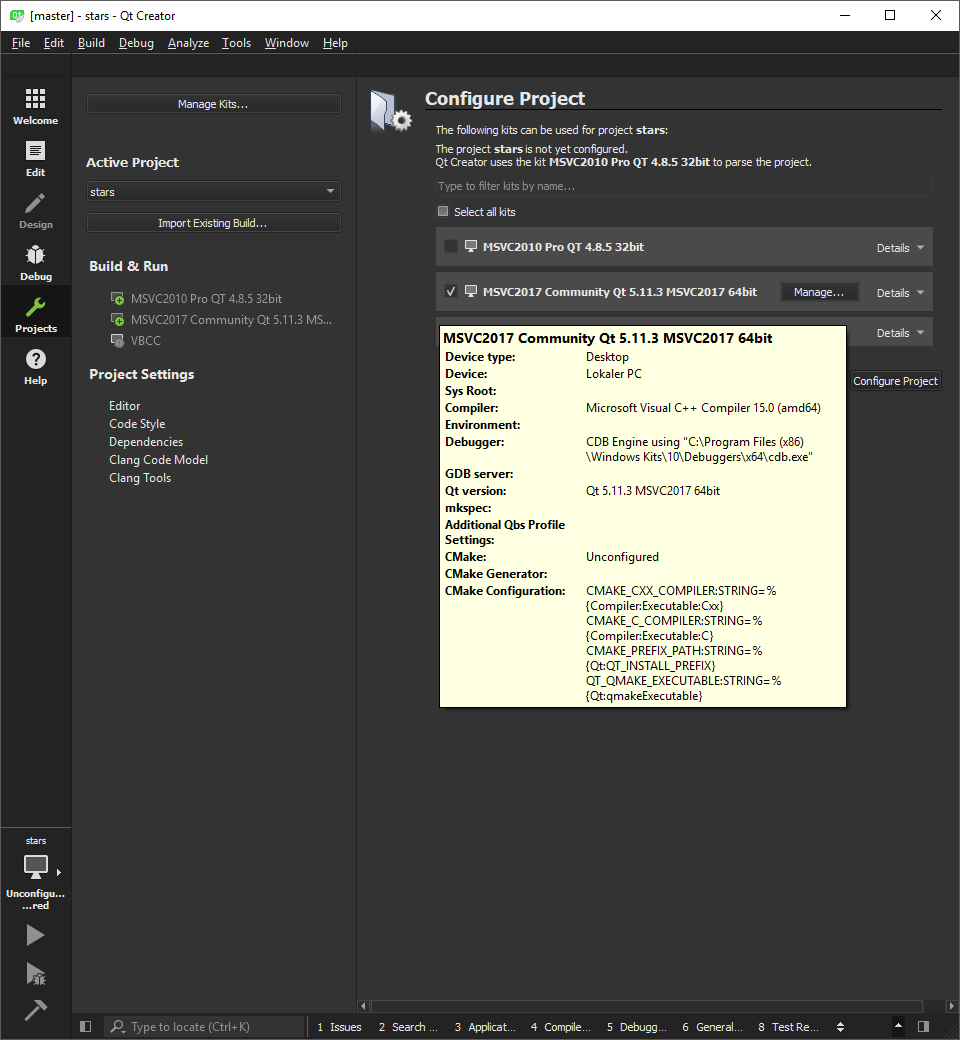 [master] - stars - Qt Creator
File Edit Build Debug Analyze Tools Window Help
Welcome
Edit
Design
Debug
Projects
Help
Manage Kits...
Active Project
stars
Import Existing Build...
Build & Run
MSVC2010 Pro QT 4.8.5 32bit
MSVC2017 Community Qt 5.11.3 MS...
VBCC
Project Settings
Editor
Code Style
Dependencies
Clang Code Model
Clang Tools
Configure Project
The following kits can be used for project stars:
The project stars is not yet configured.
Qt Creator uses the kit MSVC2010 Pro QT 4.8.5 32bit to parse the project.
Type to filter kits by name...
Select all kits
MSVC2010 Pro QT 4.8.5 32bit Details
MSVC2017 Community Qt 5.11.3 MSVC2017 64bit Manage... Details
Details
Configure Project
MSVC2017 Community Qt 5.11.3 MSVC2017 64bit
Device type: Desktop
Device: Lokaler PC
Sys Root:
Compiler: Microsoft Visual C++ Compiler 15.0 (amd64)
Environment:
Debugger: CDB Engine using "C:\Program Files (x86)
\Windows Kits\10\Debuggers\x64\cdb.exe"
GDB server:
Qt version: Qt 5.11.3 MSVC2017 64bit
mkspec:
Additional Qbs Profile
Settings:
CMake: Unconfigured
CMake Generator:
CMake Configuration: CMAKE_CXX_COMPILER:STRING=%
{Compiler:Executable:Cxx}
CMAKE_C_COMPILER:STRING=%
{Compiler:Executable:C}
CMAKE_PREFIX_PATH:STRING=%
{Qt:QT_INSTALL_PREFIX}
QT_QMAKE_EXECUTABLE:STRING=%
{Qt:qmakeExecutable}
stars
Unconfigu...
...red
Type to locate (Ctrl+K) 1 Issues 2 Search ... 3 Applicat... 4 Compile... 5 Debugg... 6 General... 8 Test Re...